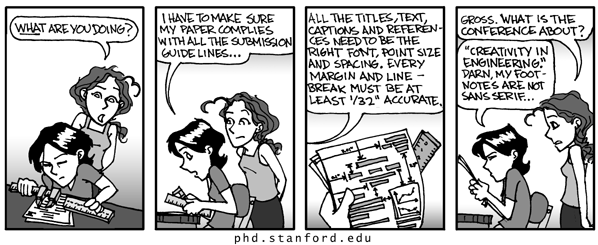 WHAT ARE YOU DOING?
I HAVE TO MAKE SURE
MY PAPER COMPLIES
WITH ALL THE SUBMISSION
GUIDELINES...
ALL THE TITLES, TEXT,
CAPTIONS AND REFEREN-
CES NEED TO BE THE
RIGHT FONT, POINT SIZE
AND SPACING. EVERY
MARGIN AND LINE-
BREAK MUST BE AT
LEAST 1/32" ACCURATE.
GROSS. WHAT IS THE
CONFERENCE ABOUT?
"CREATIVITY IN
ENGINEERING."
DARN, MY FOOT-
NOTES ARE NOT
SANS SERIF...
phd.stanford.edu